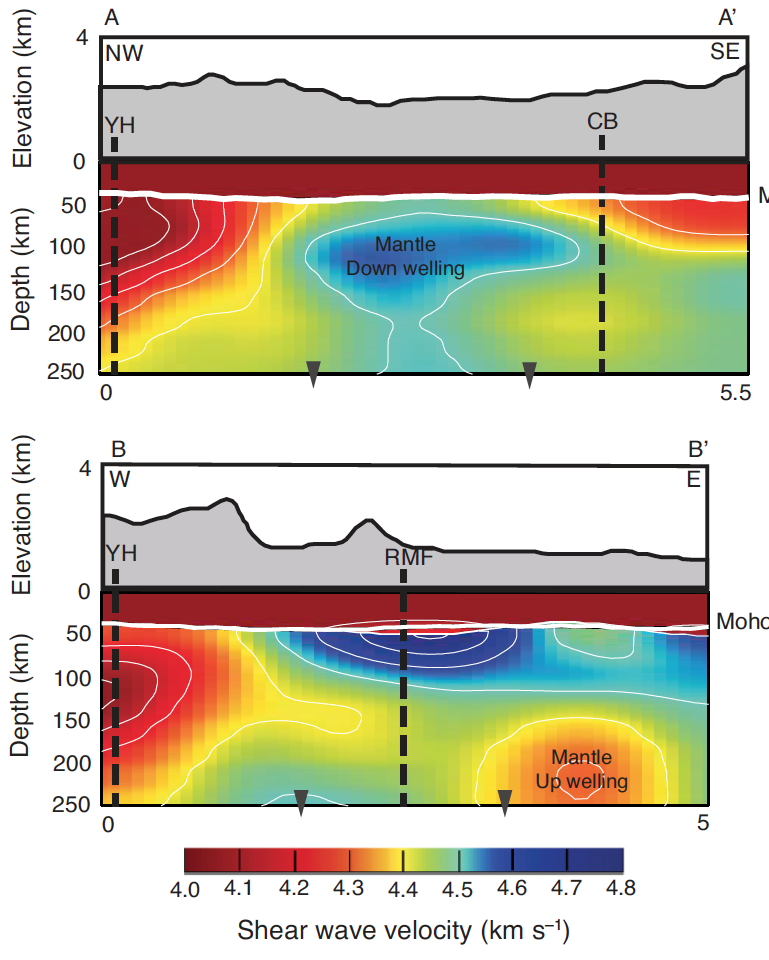 A
A'
4
NW
SE
Elevation (km)
YH
CB
0
M
50
100
150
200
250
Depth (km)
Mantle
Down welling
0
5.5
B
B'
4
W
E
Elevation (km)
YH
RMF
0
Moho
50
100
150
200
250
Depth (km)
Mantle
Up welling
0
5
4.0 4.1 4.2 4.3 4.4 4.5 4.6 4.7 4.8
Shear wave velocity (km s⁻¹)